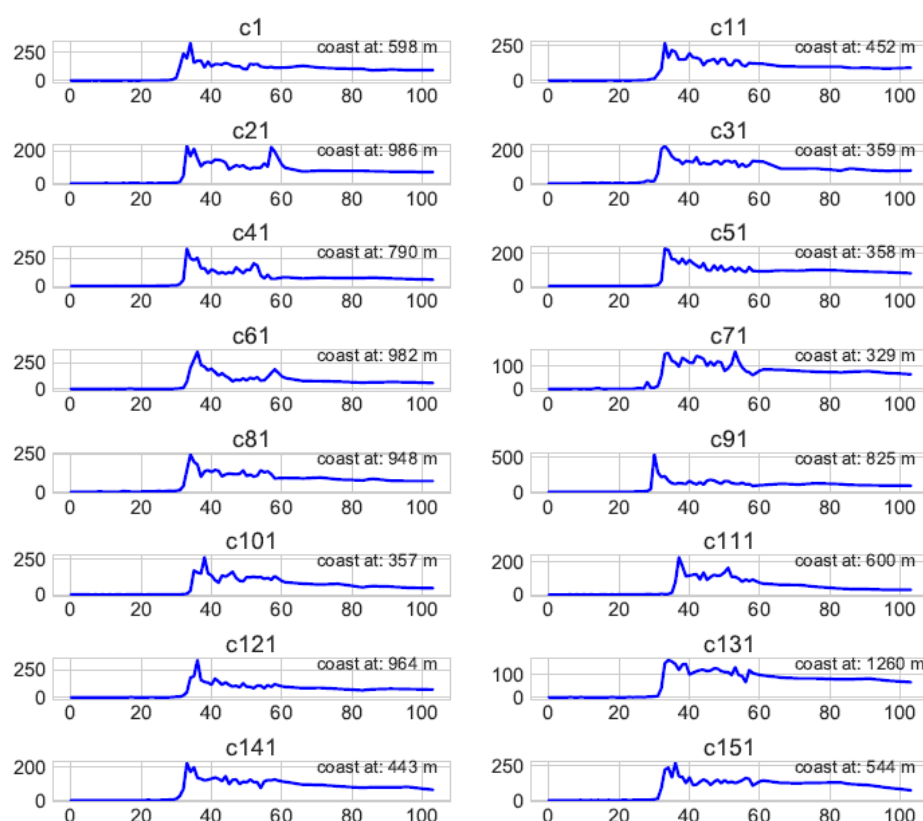 c1
250
coast at: 598 m
0
0 20 40 60 80 100
c11
250
coast at: 452 m
0
0 20 40 60 80 100
c21
200
coast at: 986 m
0
0 20 40 60 80 100
c31
200
coast at: 359 m
0
0 20 40 60 80 100
c41
250
coast at: 790 m
0
0 20 40 60 80 100
c51
200
coast at: 358 m
0
0 20 40 60 80 100
c61
250
coast at: 982 m
0
0 20 40 60 80 100
c71
100
coast at: 329 m
0
0 20 40 60 80 100
c81
250
coast at: 948 m
0
0 20 40 60 80 100
c91
500
coast at: 825 m
0
0 20 40 60 80 100
c101
250
coast at: 357 m
0
0 20 40 60 80 100
c111
200
coast at: 600 m
0
0 20 40 60 80 100
c121
250
coast at: 964 m
0
0 20 40 60 80 100
c131
100
coast at: 1260 m
0
0 20 40 60 80 100
c141
200
coast at: 443 m
0
0 20 40 60 80 100
c151
250
coast at: 544 m
0
0 20 40 60 80 100